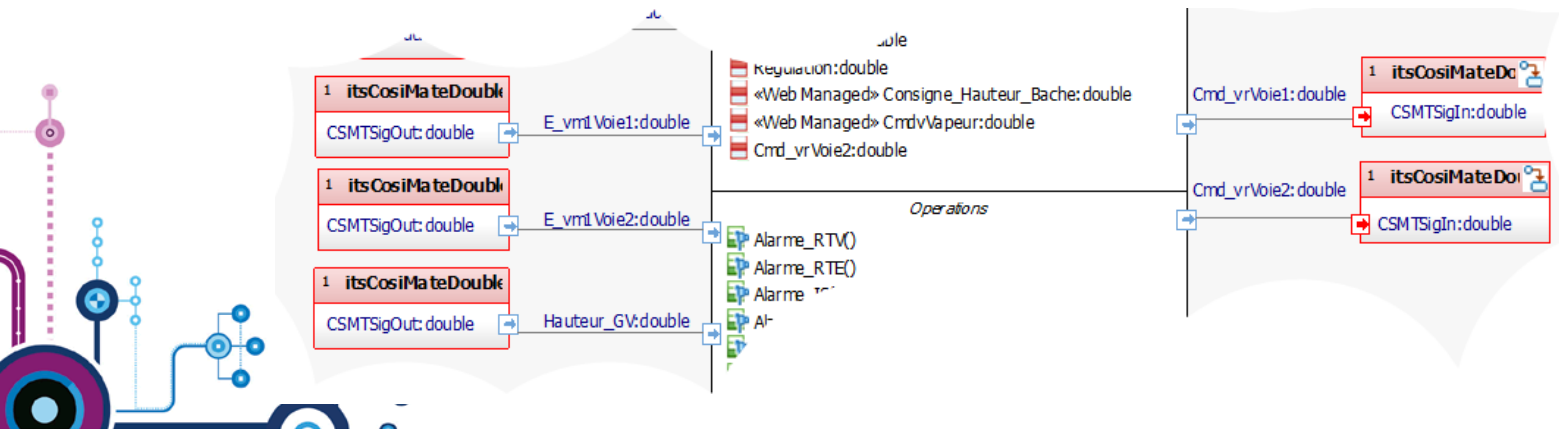 1 itsCosiMateDouble
CSMTSigOut: double
E_vm1Voie1:double
1 itsCosiMateDouble
CSMTSigOut: double
E_vm1Voie2:double
1 itsCosiMateDouble
CSMTSigOut: double
Hauteur_GV:double
Regulation:double
«Web Managed» Consigne_Hauteur_Bache:double
«Web Managed» CmdvVapeur:double
Cmd_vrVoie2:double
Operations
Alarme_RTV()
Alarme_RTE()
Alarme
Cmd_vrVoie1:double
1 itsCosiMateDo
CSMTSigIn:double
Cmd_vrVoie2:double
1 itsCosiMateDo
CSMTSigIn:double